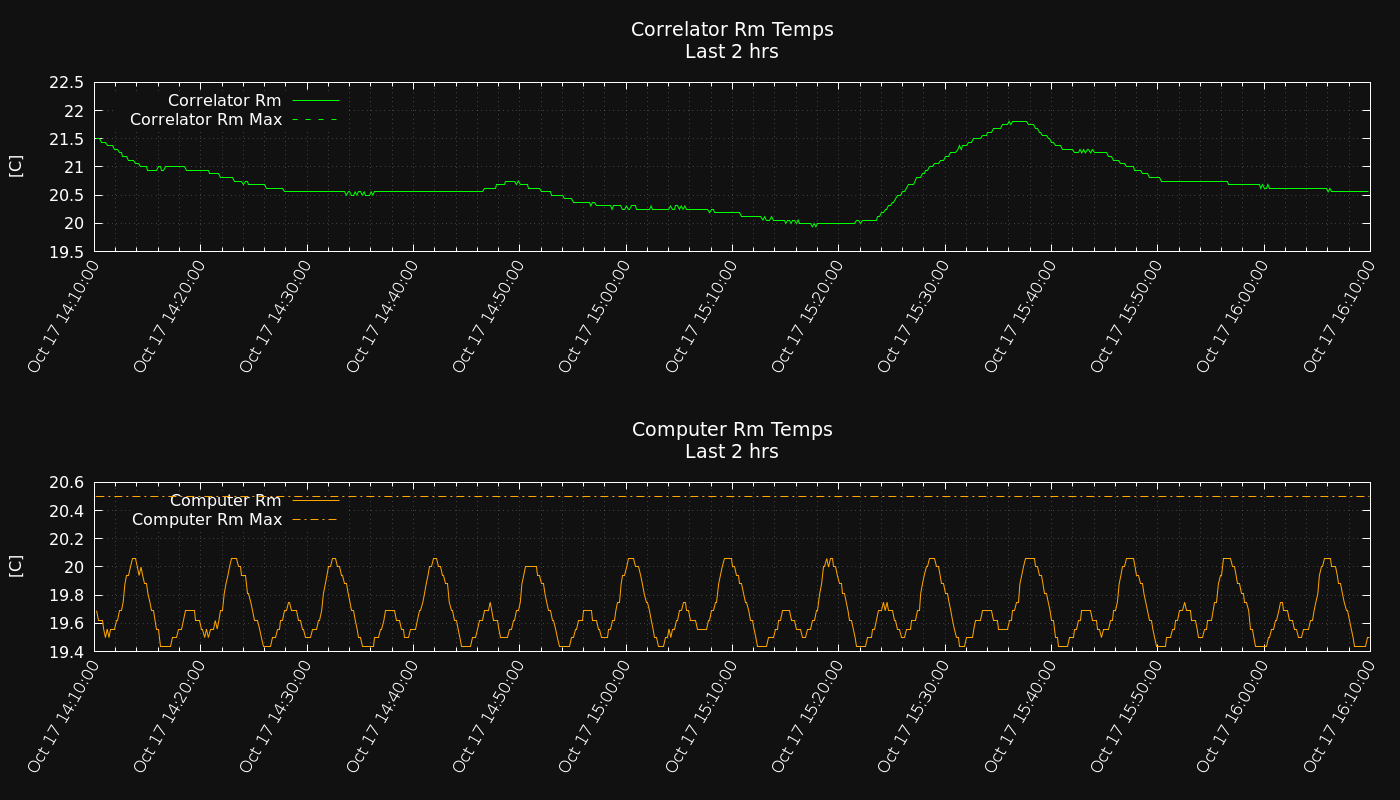 Correlator Rm Temps
Last 2 hrs
22.5
22
21.5
21
20.5
20
19.5
[C]
Correlator Rm
Correlator Rm Max
Oct 17 14:10:00
Oct 17 14:20:00
Oct 17 14:30:00
Oct 17 14:40:00
Oct 17 14:50:00
Oct 17 15:00:00
Oct 17 15:10:00
Oct 17 15:20:00
Oct 17 15:30:00
Oct 17 15:40:00
Oct 17 15:50:00
Oct 17 16:00:00
Oct 17 16:10:00
Computer Rm Temps
Last 2 hrs
20.6
20.4
20.2
20
19.8
19.6
19.4
[C]
Computer Rm
Computer Rm Max
Oct 17 14:10:00
Oct 17 14:20:00
Oct 17 14:30:00
Oct 17 14:40:00
Oct 17 14:50:00
Oct 17 15:00:00
Oct 17 15:10:00
Oct 17 15:20:00
Oct 17 15:30:00
Oct 17 15:40:00
Oct 17 15:50:00
Oct 17 16:00:00
Oct 17 16:10:00